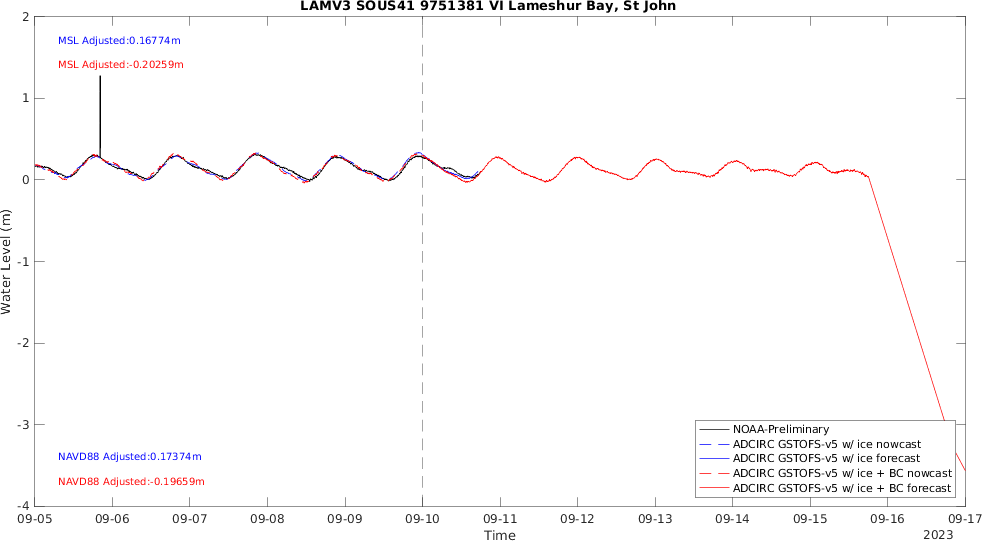 LAMV3 SOUS41 9751381 VI Lameshur Bay, St John
MSL Adjusted:0.16774m
MSL Adjusted:-0.20259m
NAVD88 Adjusted:0.17374m
NAVD88 Adjusted:-0.19659m
Water Level (m)
2
1
0
-1
-2
-3
-4
NOAA-Preliminary
ADCIRC GSTOFS-v5 w/ ice nowcast
ADCIRC GSTOFS-v5 w/ ice forecast
ADCIRC GSTOFS-v5 w/ ice + BC nowcast
ADCIRC GSTOFS-v5 w/ ice + BC forecast
09-05 09-06 09-07 09-08 09-09 09-10 09-11 09-12 09-13 09-14 09-15 09-16 09-17
Time
2023